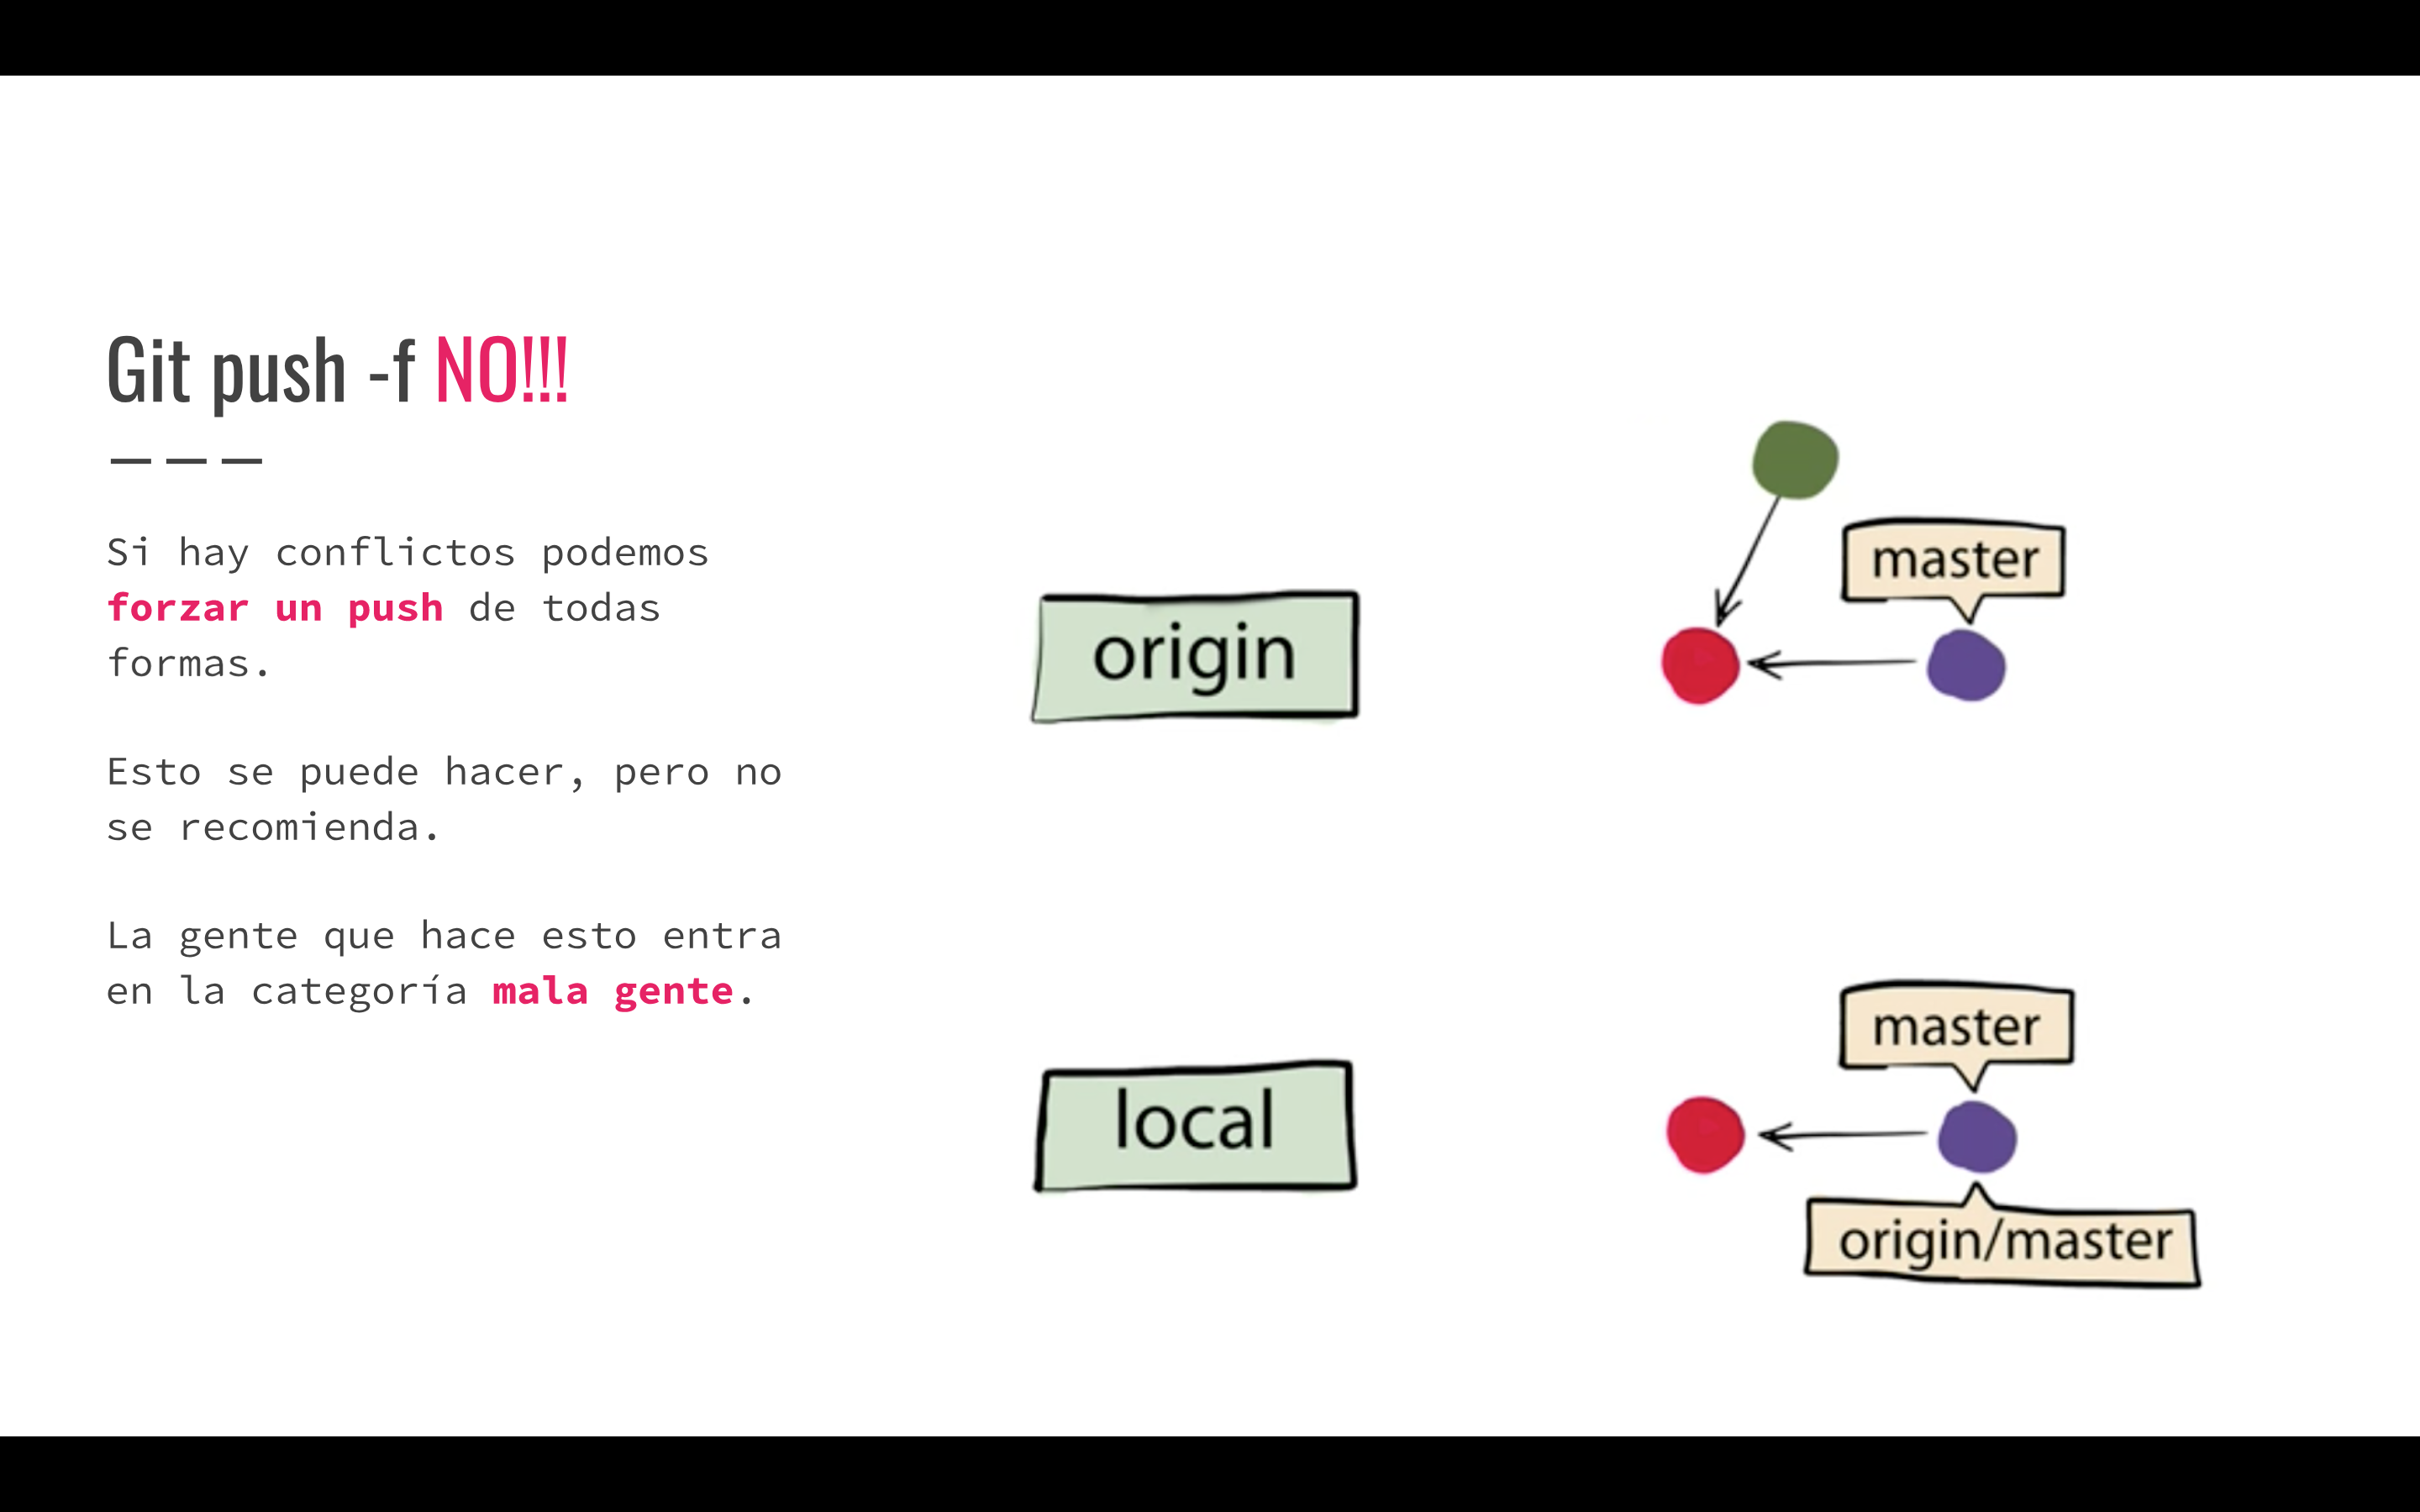 Git push -f NO!!!
Si hay conflictos podemos
forzar un push de todas
formas.
Esto se puede hacer, pero no
se recomienda.
La gente que hace esto entra
en la categoría mala gente.
origin
master
local
master
origin/master